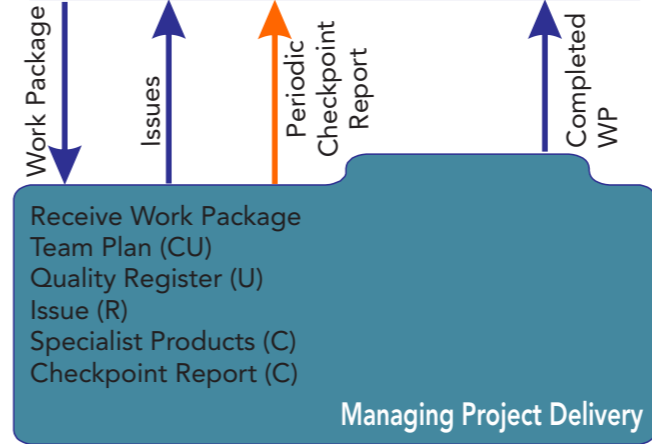 Work Package
Issues
Periodic
Checkpoint
Report
Completed
WP
Receive Work Package
Team Plan (CU)
Quality Register (U)
Issue (R)
Specialist Products (C)
Checkpoint Report (C)
Managing Project Delivery